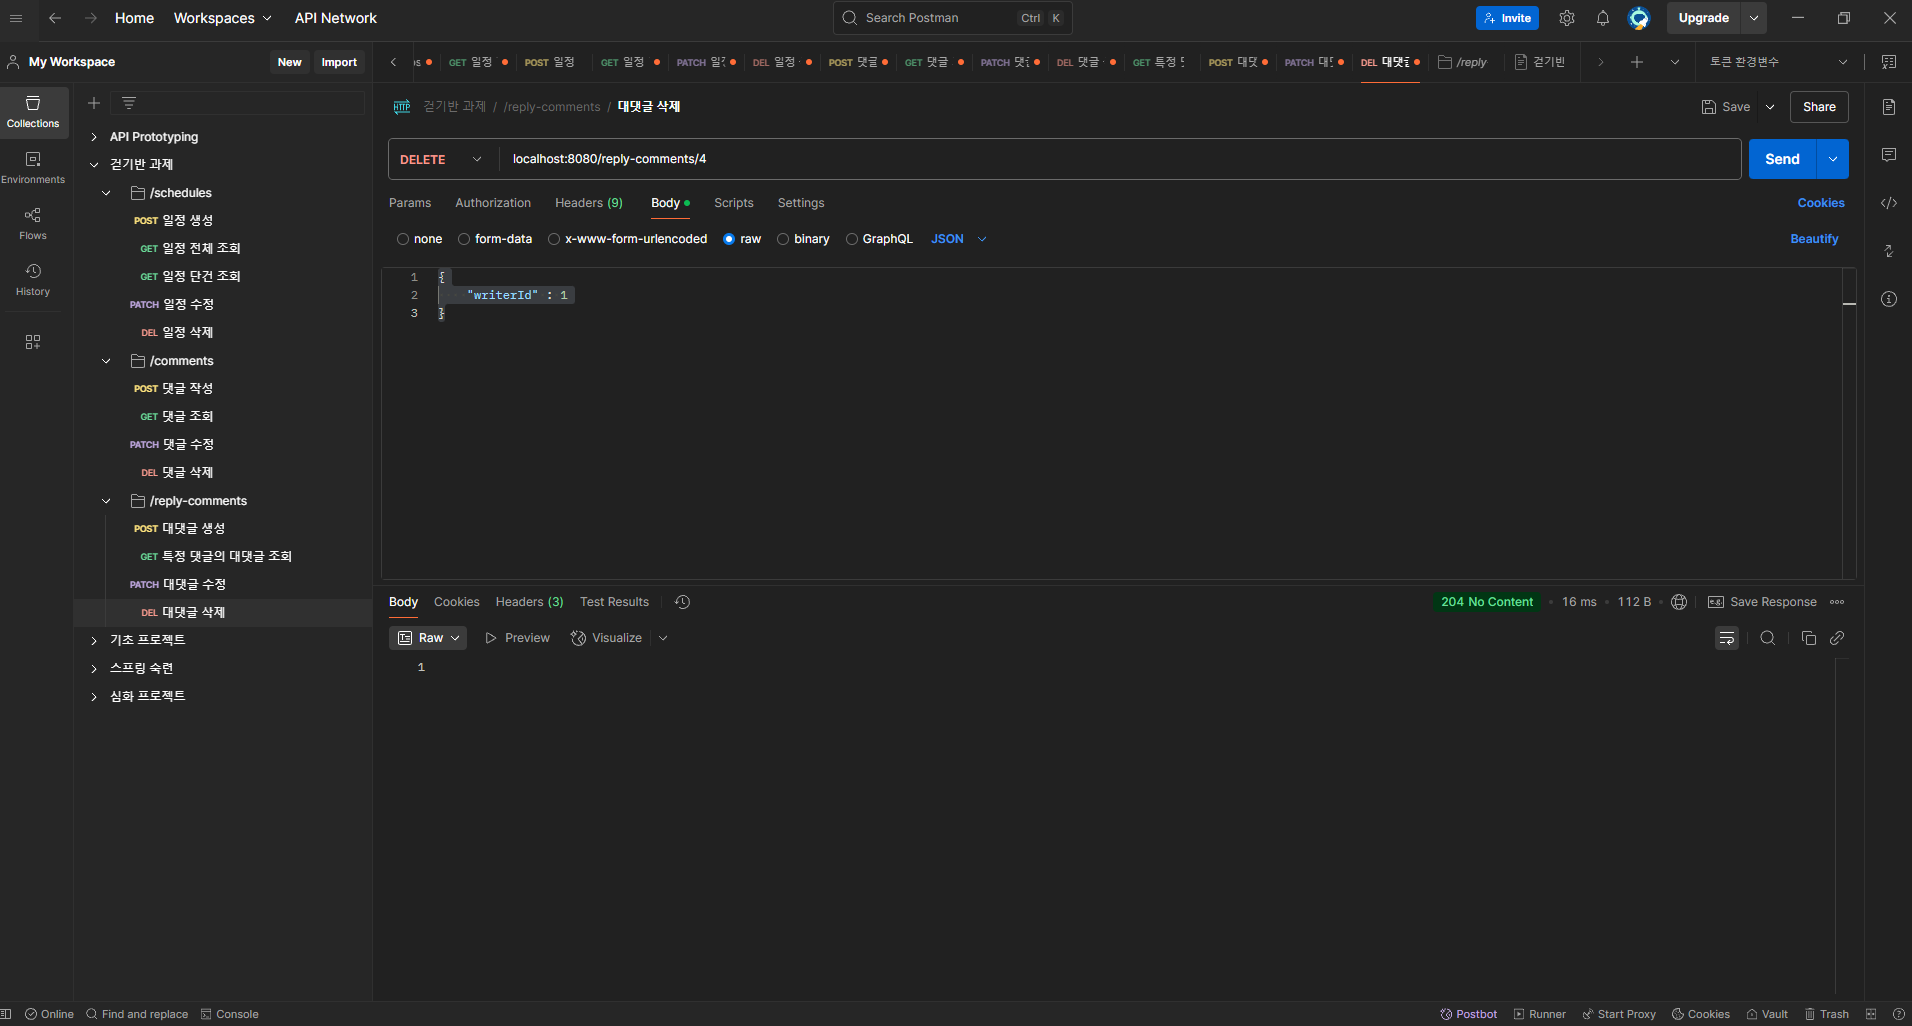 Home Workspaces API Network Search Postman Ctrl K Invite Upgrade
My Workspace New Import
GET 일정 POST 일정 GET 일정 PATCH DEL 일정 POST 댓글 GET 댓글 PATCH DEL 댓글 GET 특정 POST PATCH DEL /reply 걷기반 토큰 환경변수
Collections
Environments
Flows
History
API Prototyping
걷기반 과제
/schedules
POST 일정 생성
GET 일정 전체 조회
GET 일정 단건 조회
PATCH 일정 수정
DEL 일정 삭제
/comments
POST 댓글 작성
GET 댓글 조회
PATCH 댓글 수정
DEL 댓글 삭제
/reply-comments
POST 대댓글 생성
GET 특정 댓글의 대댓글 조회
PATCH 대댓글 수정
DEL 대댓글 삭제
기초 프로젝트
스프링 숙련
심화 프로젝트
HTTP 걷기반 과제 / /reply-comments / 대댓글 삭제 Save Share
DELETE localhost:8080/reply-comments/4 Send
Params Authorization Headers (9) Body Scripts Settings Cookies
none form-data x-www-form-urlencoded raw binary GraphQL JSON Beautify
1 {
2 "writerId" : 1
3 }
Body Cookies Headers (3) Test Results 204 No Content 16 ms 112 B Save Response
Raw Preview Visualize
1
Online Find and replace Console Postbot Runner Start Proxy Cookies Vault Trash